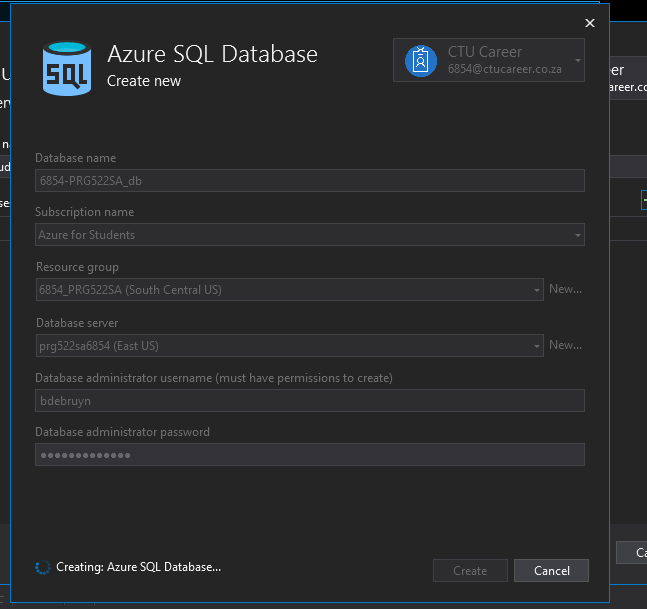 SQL
Azure SQL Database
Create new
CTU Career
6854@ctucareer.co.za
Database name
6854-PRG522SA_db
Subscription name
Azure for Students
Resource group
6854_PRG522SA (South Central US)
New...
Database server
prg522sa6854 (East US)
New...
Database administrator username (must have permissions to create)
bdebruyn
Database administrator password
●●●●●●●●●●●●●
Creating: Azure SQL Database...
Create
Cancel